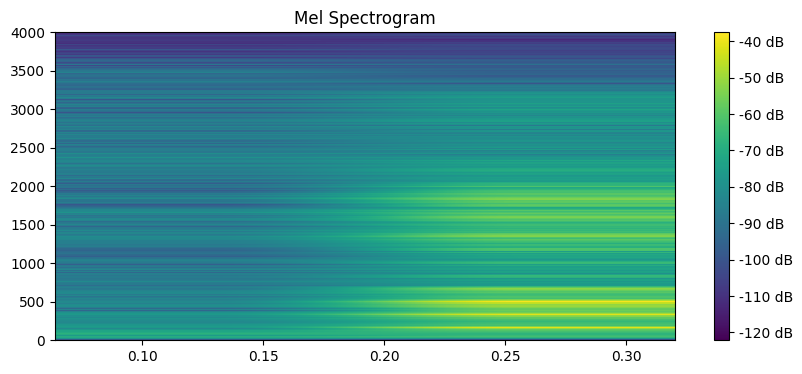 Mel Spectrogram
4000
3500
3000
2500
2000
1500
1000
500
0
0.10
0.15
0.20
0.25
0.30
-40 dB
-50 dB
-60 dB
-70 dB
-80 dB
-90 dB
-100 dB
-110 dB
-120 dB